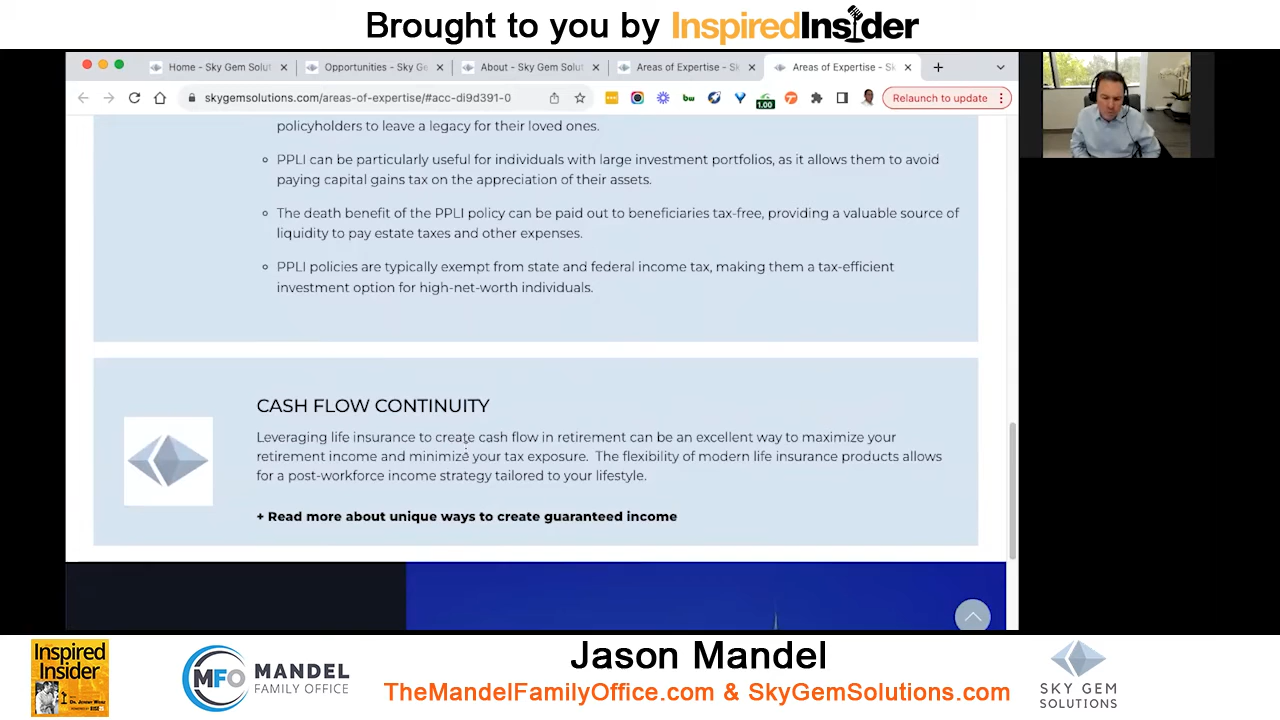 Brought to you by InspiredInsider
Home - Sky Gem Solut
Opportunities - Sky Ge
About - Sky Gem Solut
Areas of Expertise - Sk
Areas of Expertise - Sk
skygemsolutions.com/areas-of-expertise/#acc-di9d391-0
bw
1.00
Relaunch to update
policyholders to leave a legacy for their loved ones.
PPLI can be particularly useful for individuals with large investment portfolios, as it allows them to avoid
paying capital gains tax on the appreciation of their assets.
The death benefit of the PPLI policy can be paid out to beneficiaries tax-free, providing a valuable source of
liquidity to pay estate taxes and other expenses.
PPLI policies are typically exempt from state and federal income tax, making them a tax-efficient
investment option for high-net-worth individuals.
CASH FLOW CONTINUITY
Leveraging life insurance to create cash flow in retirement can be an excellent way to maximize your
retirement income and minimize your tax exposure. The flexibility of modern life insurance products allows
for a post-workforce income strategy tailored to your lifestyle.
+ Read more about unique ways to create guaranteed income
Inspired
Insider
MFO
MANDEL
FAMILY OFFICE
Jason Mandel
TheMandelFamilyOffice.com & SkyGemSolutions.com
SKY GEM
SOLUTIONS